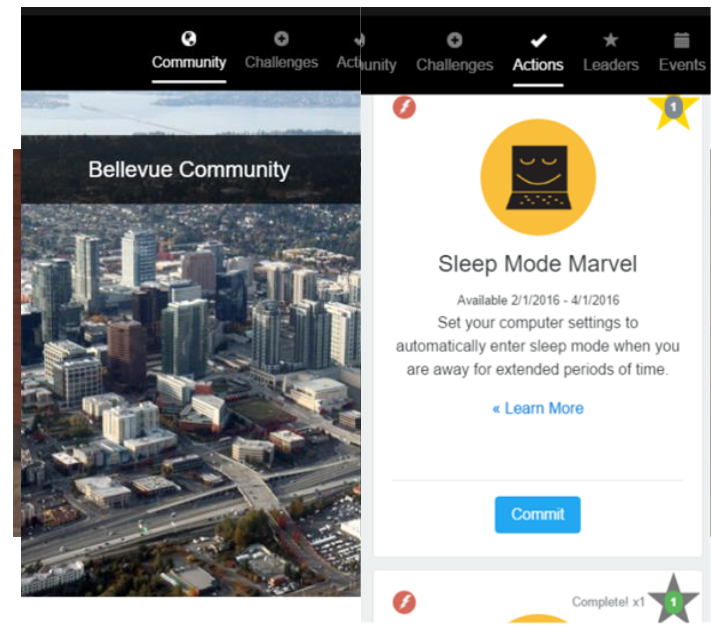 Community Challenges
Bellevue Community
Challenges Actions Leaders Events
1
Sleep Mode Marvel
Available 2/1/2016 - 4/1/2016
Set your computer settings to
automatically enter sleep mode when you
are away for extended periods of time.
« Learn More
Commit
Complete! x1
1